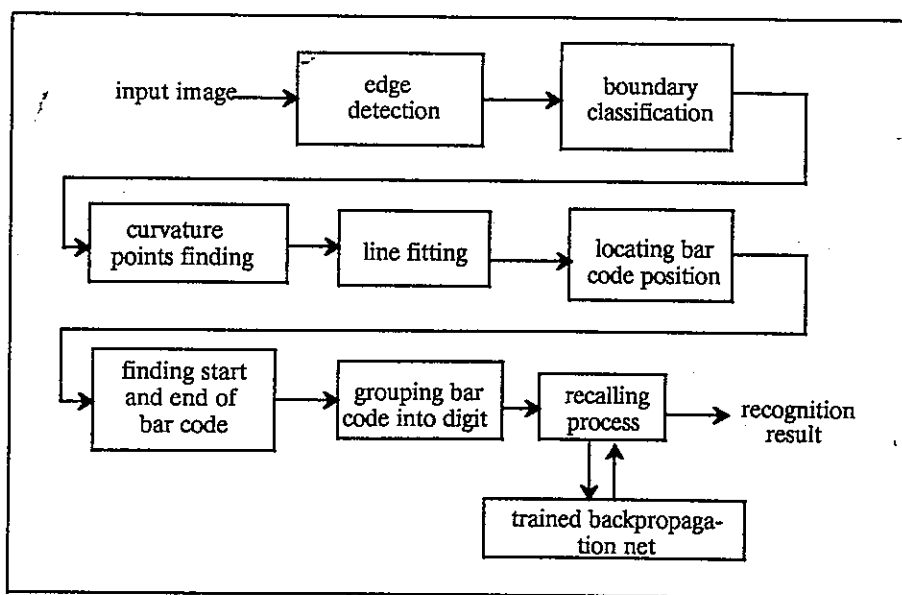 input image
edge
detection
boundary
classification
curvature
points finding
line fitting
locating bar
code position
finding start
and end of
bar code
grouping bar
code into digit
recalling
process
recognition
result
trained backpropaga-
tion net